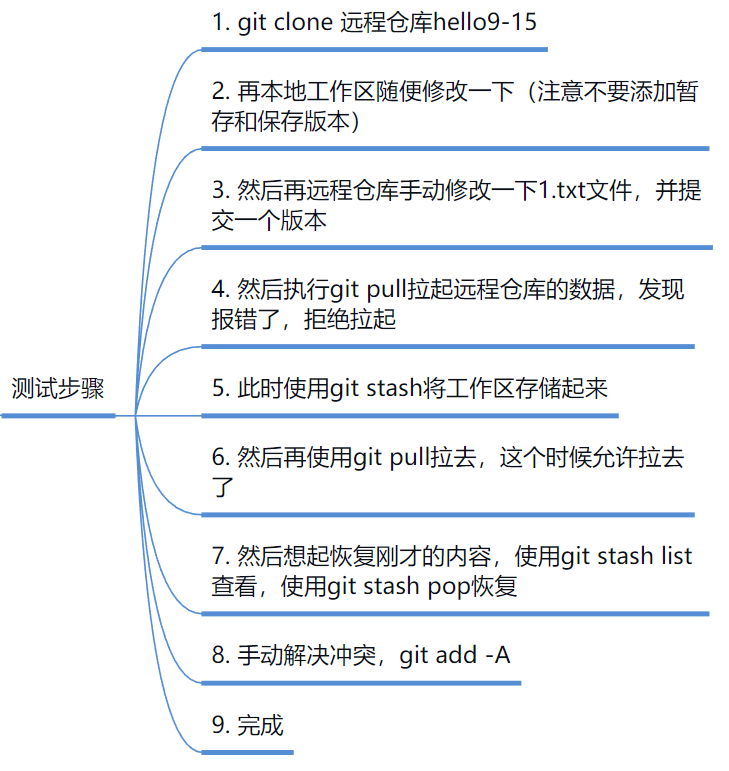 1. git clone 远程仓库hello9-15
2. 再本地工作区随便修改一下（注意不要添加暂
存和保存版本）
3. 然后再远程仓库手动修改一下1.txt文件，并提
交一个版本
4. 然后执行git pull拉起远程仓库的数据，发现
报错了，拒绝拉起
测试步骤
5. 此时使用git stash将工作区存储起来
6. 然后再使用git pull拉去，这个时候允许拉去
了
7. 然后想起恢复刚才的内容，使用git stash list
查看，使用git stash pop恢复
8. 手动解决冲突，git add -A
9. 完成